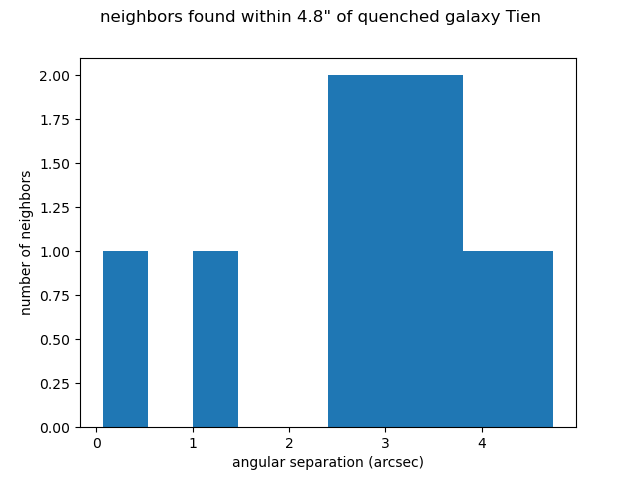 neighbors found within 4.8" of quenched galaxy Tien
2.00
1.75
1.50
1.25
1.00
0.75
0.50
0.25
0.00
number of neighbors
0 1 2 3 4
angular separation (arcsec)